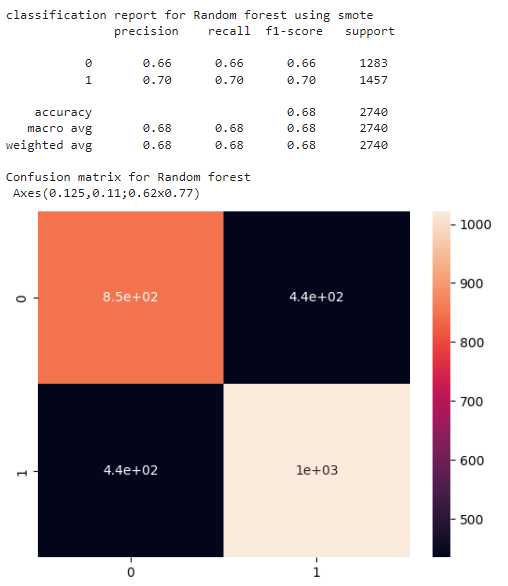 classification report for Random forest using smote
precision recall f1-score support
0 0.66 0.66 0.66 1283
1 0.70 0.70 0.70 1457
accuracy 0.68 2740
macro avg 0.68 0.68 0.68 2740
weighted avg 0.68 0.68 0.68 2740
Confusion matrix for Random forest
Axes(0.125,0.11;0.62x0.77)
1000
900
0 8.5e+02 4.4e+02
800
700
600
1 4.4e+02 1e+03
500
0 1